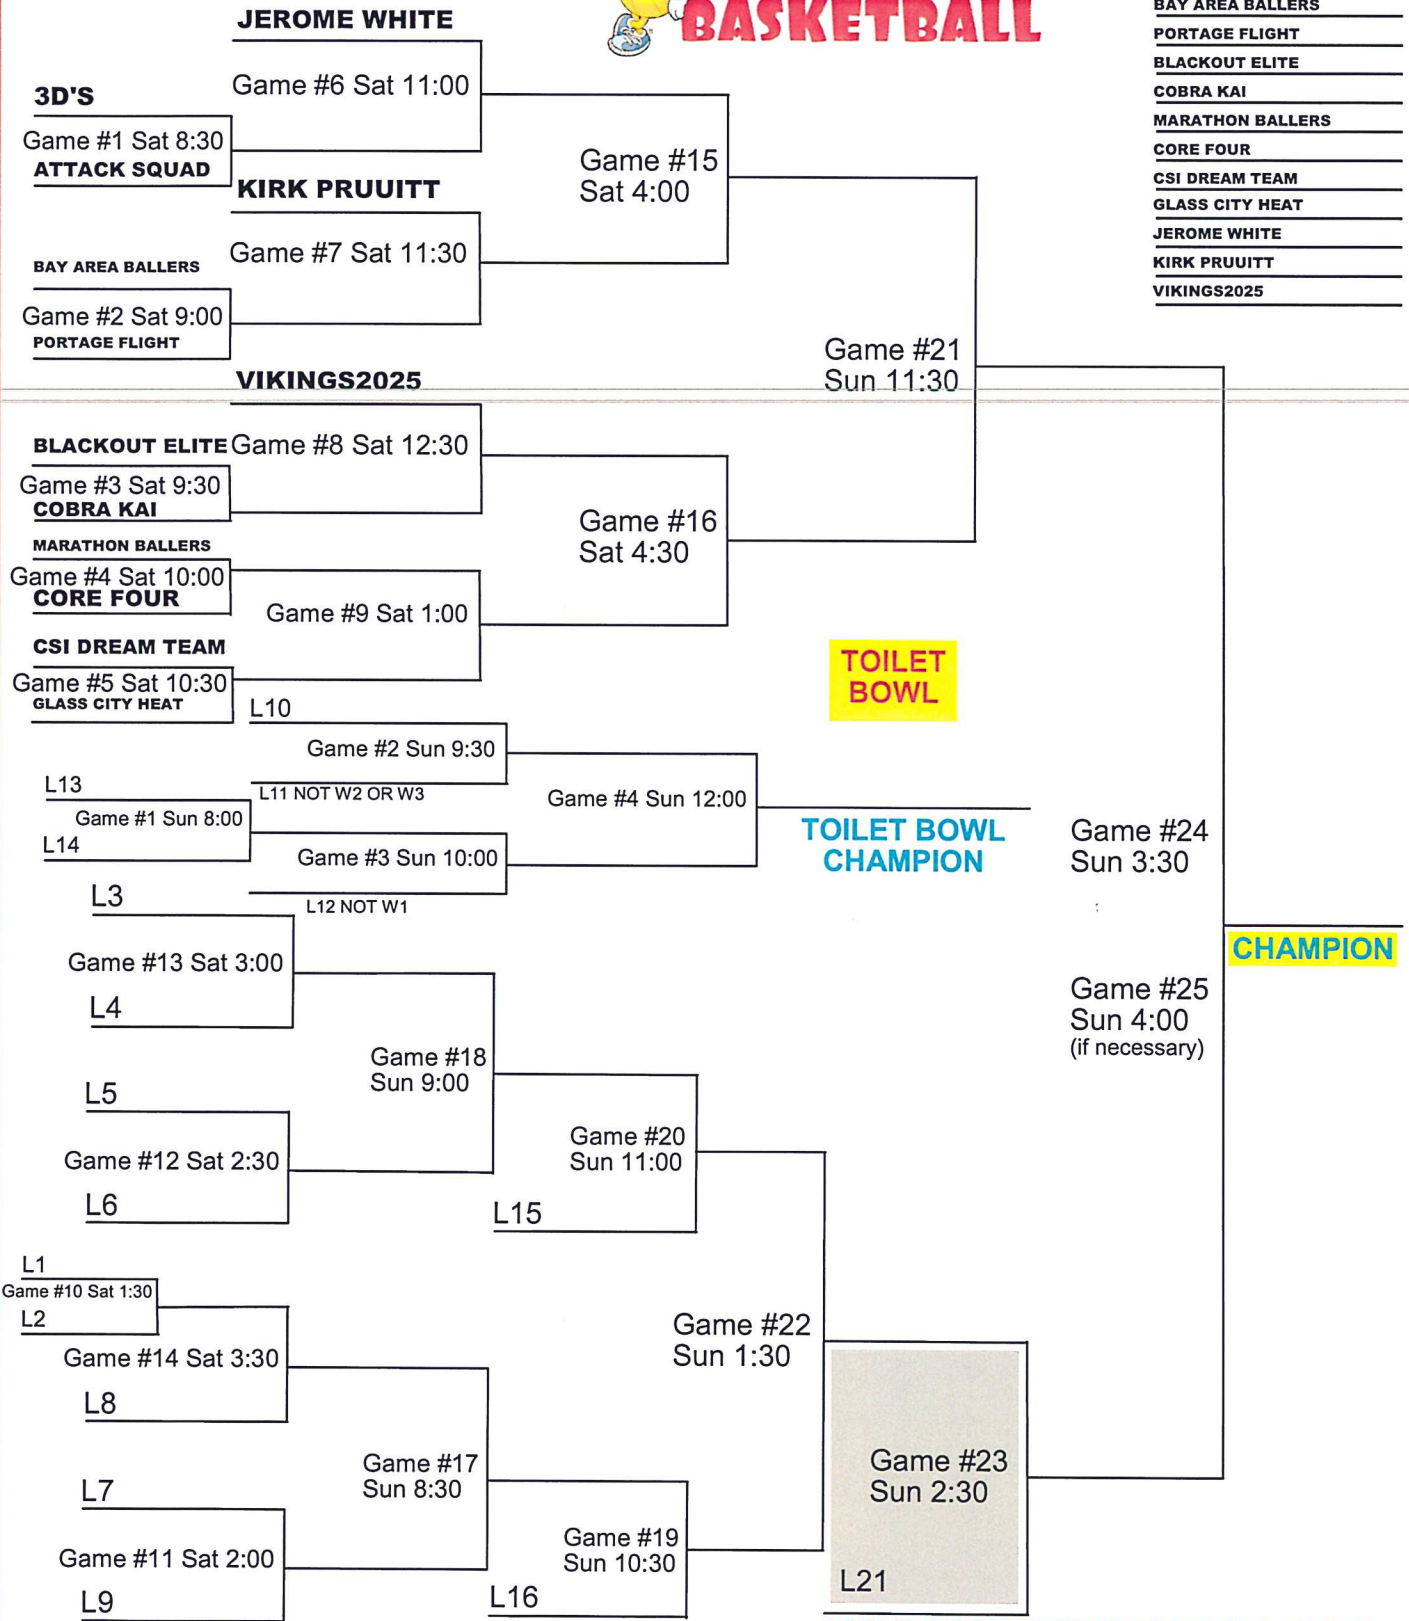 JEROME WHITE
BASKETBALL
BAY AREA BALLERS
PORTAGE FLIGHT
BLACKOUT ELITE
COBRA KAI
MARATHON BALLERS
CORE FOUR
CSI DREAM TEAM
GLASS CITY HEAT
JEROME WHITE
KIRK PRUUITT
VIKINGS2025
Game #6 Sat 11:00
3D'S
Game #1 Sat 8:30
ATTACK SQUAD
Game #15
Sat 4:00
KIRK PRUUITT
Game #7 Sat 11:30
BAY AREA BALLERS
Game #2 Sat 9:00
PORTAGE FLIGHT
Game #21
Sun 11:30
VIKINGS2025
BLACKOUT ELITE
Game #8 Sat 12:30
Game #3 Sat 9:30
COBRA KAI
Game #16
Sat 4:30
MARATHON BALLERS
Game #4 Sat 10:00
CORE FOUR
Game #9 Sat 1:00
CSI DREAM TEAM
Game #5 Sat 10:30
GLASS CITY HEAT
TOILET
BOWL
L10
Game #2 Sun 9:30
L11 NOT W2 OR W3
L13
Game #1 Sun 8:00
L14
Game #4 Sun 12:00
Game #3 Sun 10:00
L12 NOT W1
TOILET BOWL
CHAMPION
Game #24
Sun 3:30
CHAMPION
Game #25
Sun 4:00
(if necessary)
L3
Game #13 Sat 3:00
L4
Game #18
Sun 9:00
L5
Game #12 Sat 2:30
L6
Game #20
Sun 11:00
L15
L1
Game #10 Sat 1:30
L2
Game #14 Sat 3:30
L8
Game #22
Sun 1:30
Game #17
Sun 8:30
L7
Game #11 Sat 2:00
L9
Game #19
Sun 10:30
L16
Game #23
Sun 2:30
L21